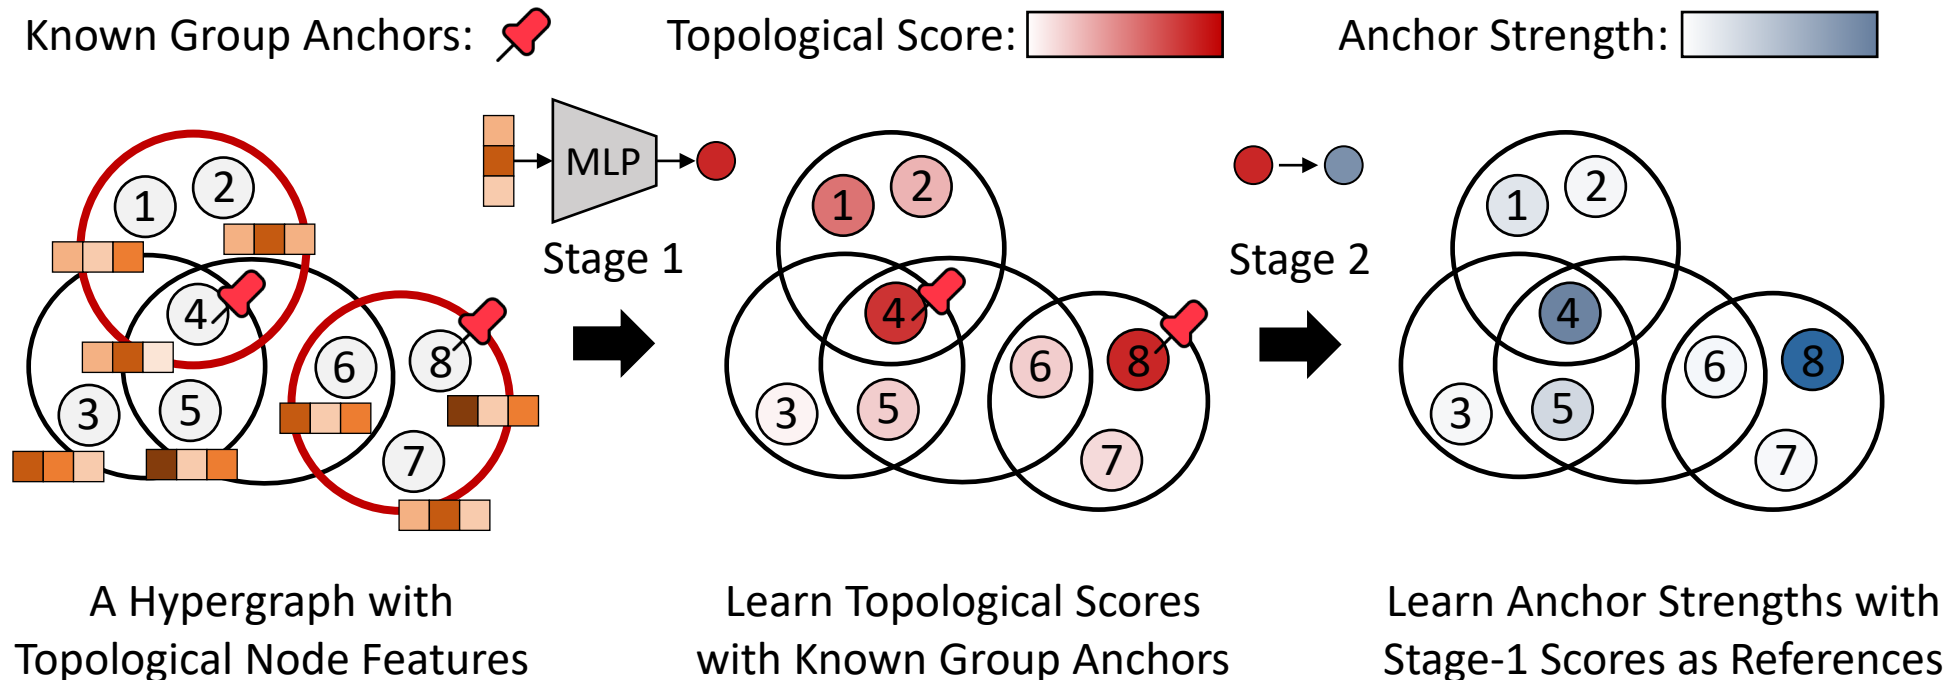 Known Group Anchors:
Topological Score:
Anchor Strength:
MLP
Stage 1
Stage 2
1
2
4
3
5
6
8
7
1
2
4
3
5
6
8
7
1
2
4
3
5
6
8
7
A Hypergraph with
Topological Node Features
Learn Topological Scores
with Known Group Anchors
Learn Anchor Strengths with
Stage-1 Scores as References